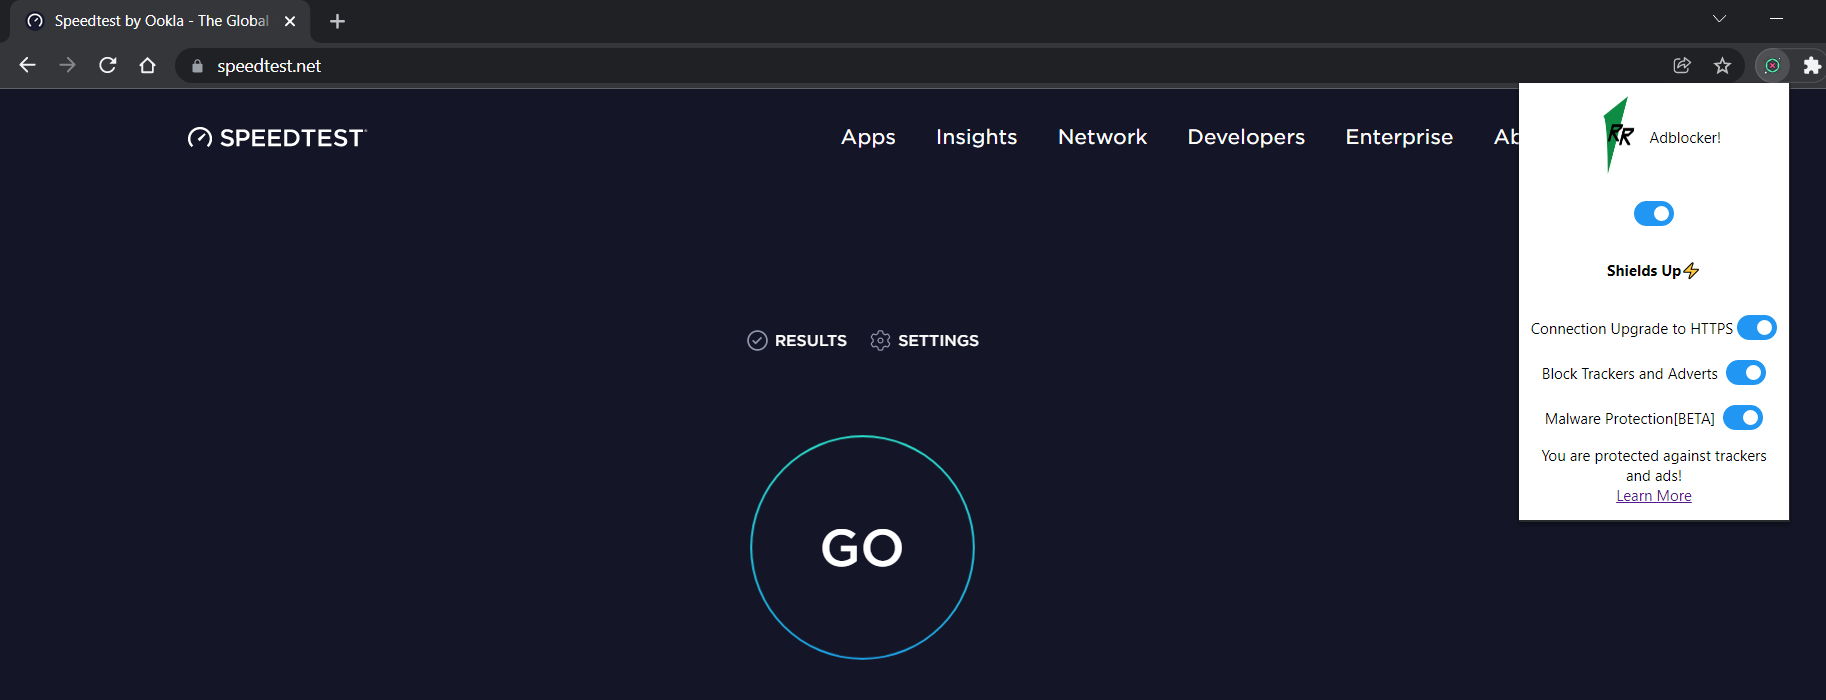 Speedtest by Ookla - The Global
speedtest.net
SPEEDTEST
Apps Insights Network Developers Enterprise Ab
RR Adblocker!
Shields Up⚡
Connection Upgrade to HTTPS
Block Trackers and Adverts
Malware Protection[BETA]
You are protected against trackers
and ads!
Learn More
RESULTS SETTINGS
GO